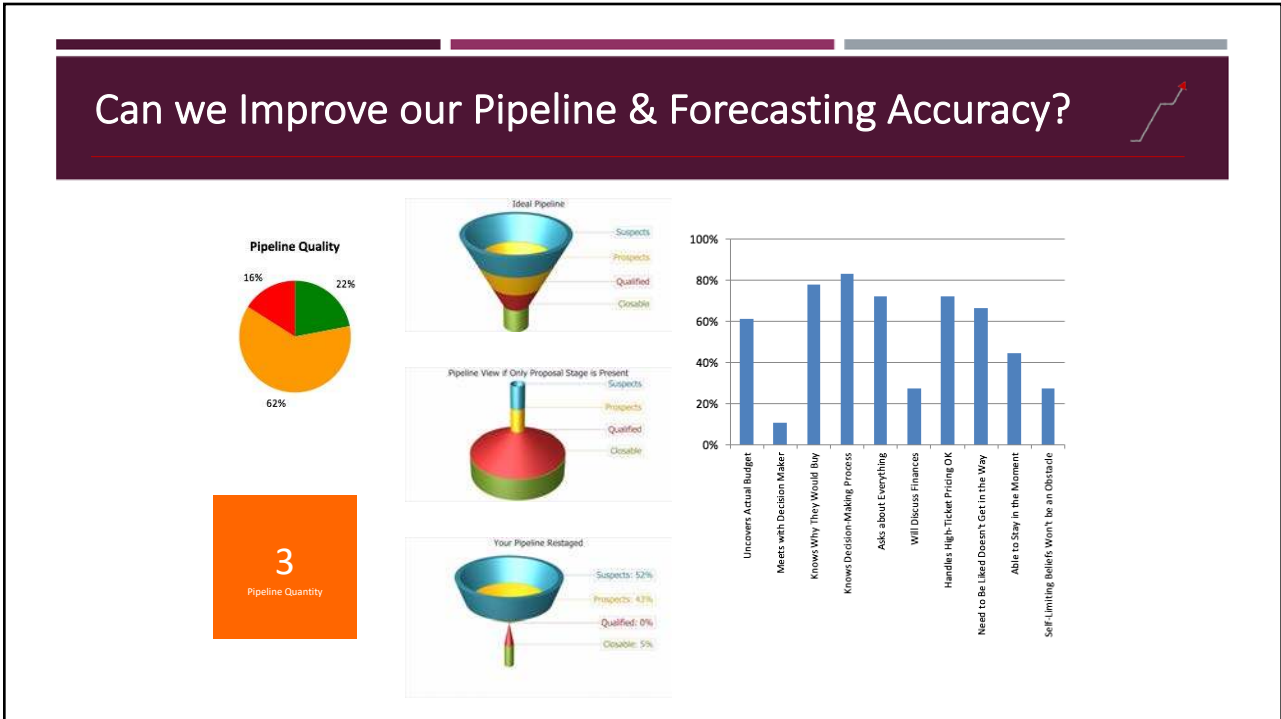 Can we Improve our Pipeline & Forecasting Accuracy?
Pipeline Quality
16%
22%
62%
3
Pipeline Quantity
Ideal Pipeline
Suspects
Prospects
Qualified
Closable
Pipeline View if Only Proposal Stage is Present
Suspects
Prospects
Qualified
Closable
Your Pipeline Restaged
Suspects: 52%
Prospects: 43%
Qualified: 0%
Closable: 5%
100%
80%
60%
40%
20%
0%
Uncovers Actual Budget
Meets with Decision Maker
Knows Why They Would Buy
Knows Decision-Making Process
Asks about Everything
Will Discuss Finances
Handles High-Ticket Pricing OK
Need to Be Liked Doesn't Get in the Way
Able to Stay in the Moment
Self-Limiting Beliefs Won't be an Obstacle